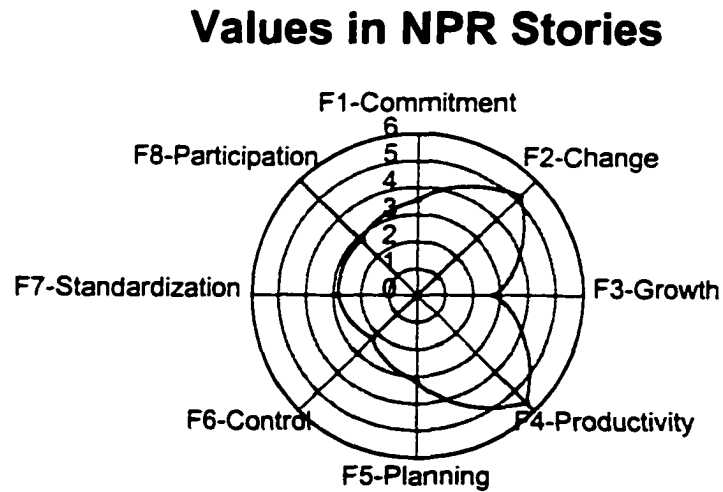 Values in NPR Stories
F1-Commitment
6
F8-Participation
5
F2-Change
4
3
2
1
F7-Standardization
0
F3-Growth
F6-Control
F4-Productivity
F5-Planning